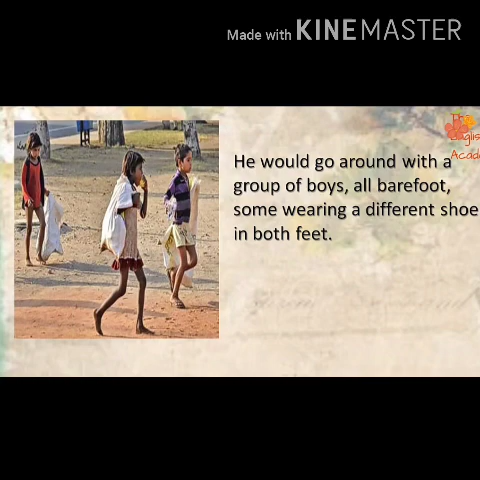 Made with KINEMASTER
He would go around with a
group of boys, all barefoot,
some wearing a different shoe
in both feet.